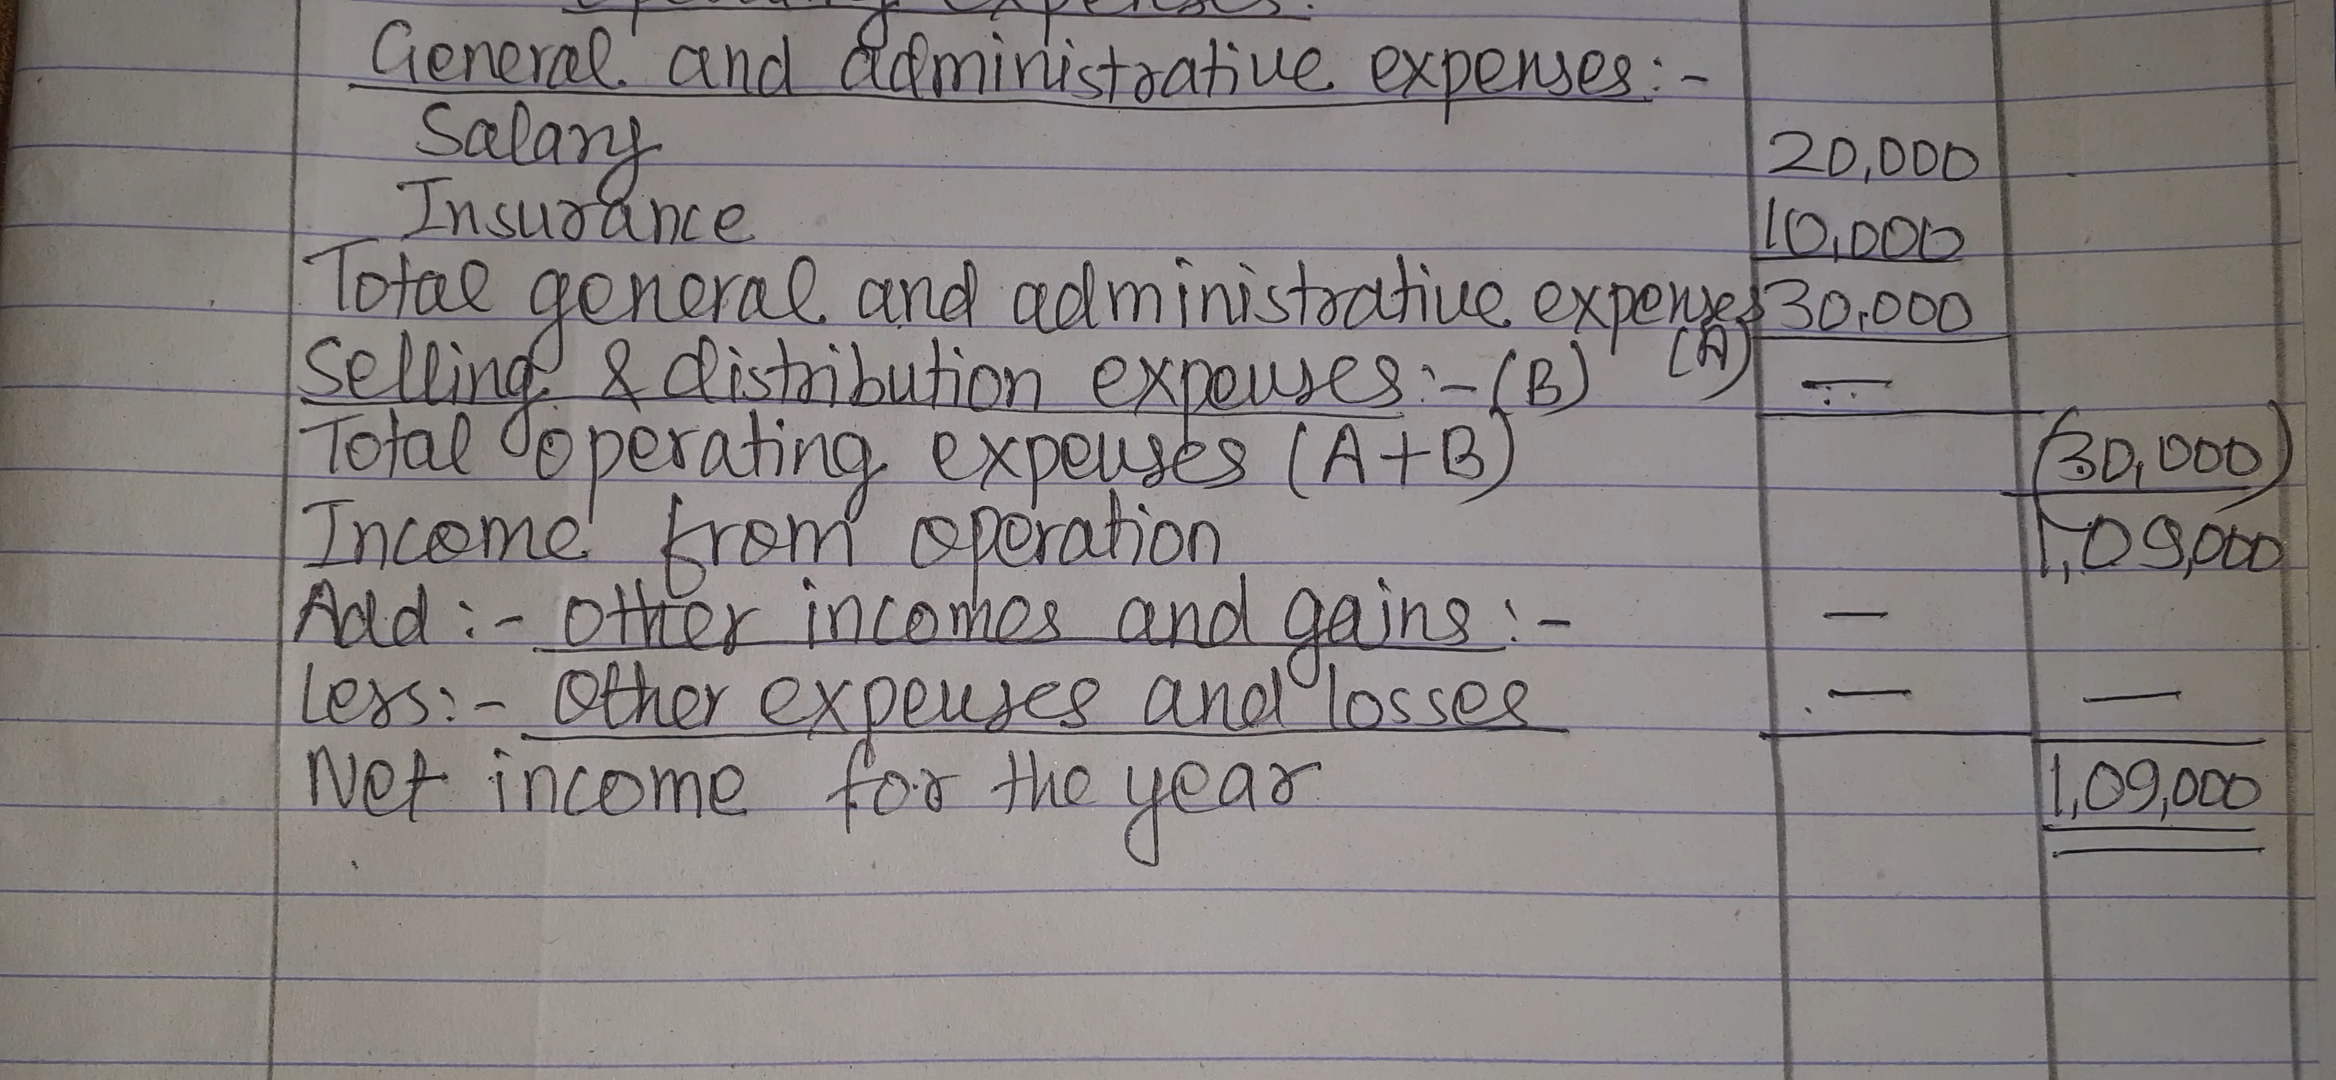 Operating expenses:
General and administrative expenses:-
Salary 20,000
Insurance 10,000
Total general and administrative expenses (A) 30,000
Selling & distribution expenses:- (B) —
Total operating expenses (A+B) (30,000)
Income from operation 1,09,000
Add:- other incomes and gains:- —
Less:- Other expenses and losses — —
Net income for the year 1,09,000